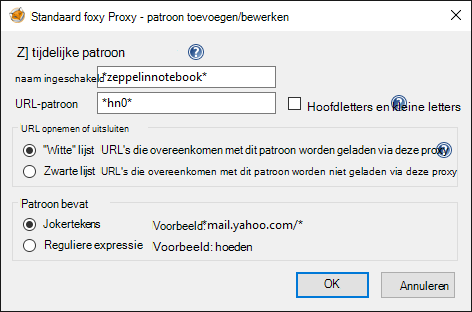 Standaard foxy Proxy - patroon toevoegen/bewerken
Z] tijdelijke patroon
naam ingeschakeld *zeppelinnotebook*
URL-patroon *hn0* Hoofdletters en kleine letters
URL opnemen of uitsluiten
"Witte" lijst URL's die overeenkomen met dit patroon worden geladen via deze proxy
Zwarte lijst URL's die overeenkomen met dit patroon worden niet geladen via deze proxy
Patroon bevat
Jokertekens Voorbeeld: *mail.yahoo.com/*
Reguliere expressie Voorbeeld: hoeden
OK Annuleren